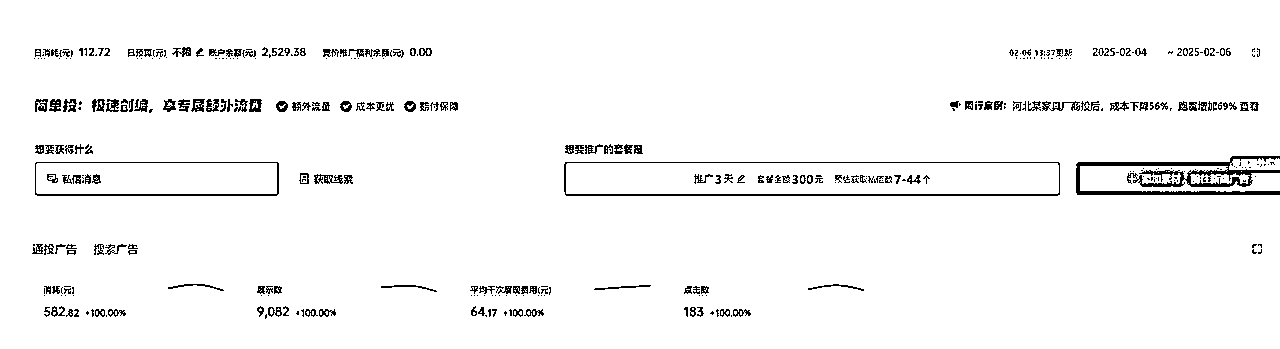 日消耗(元) 112.72 日预算(元) 不限 账户余额(元) 2,529.38 竞价推广福利余额(元) 0.00 02-06 13:37更新 2025-02-04 ~ 2025-02-06
简单投：极速创编，享专属额外流量 额外流量 成本更优 赔付保障 同行案例：河北某家具厂商投后，成本下降56%，跑量增加69% 查看
想要获得什么 想要推广的套餐是
私信消息 获取线索 推广3天 套餐金额300元 预估获取私信数7-44个
通投广告 搜索广告
消耗(元) 展示数 平均千次展现费用(元) 点击数
582.82 +100.00% 9,082 +100.00% 64.17 +100.00% 183 +100.00%